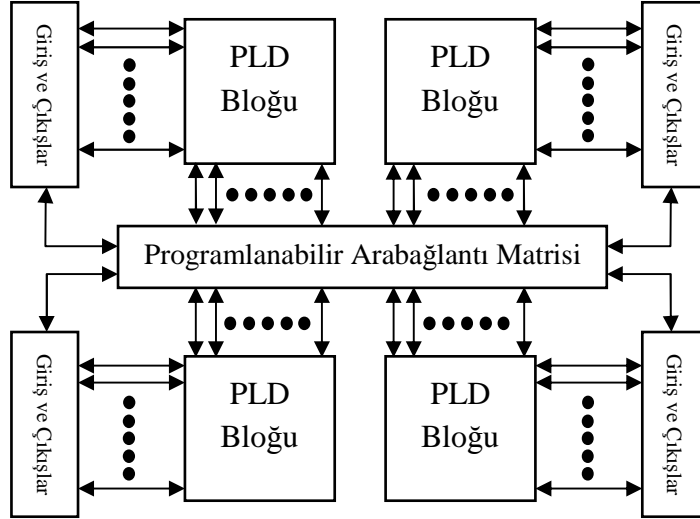 Giriş ve Çıkışlar
PLD
Bloğu
PLD
Bloğu
Giriş ve Çıkışlar
Programlanabilir Arabağlantı Matrisi
Giriş ve Çıkışlar
PLD
Bloğu
PLD
Bloğu
Giriş ve Çıkışlar